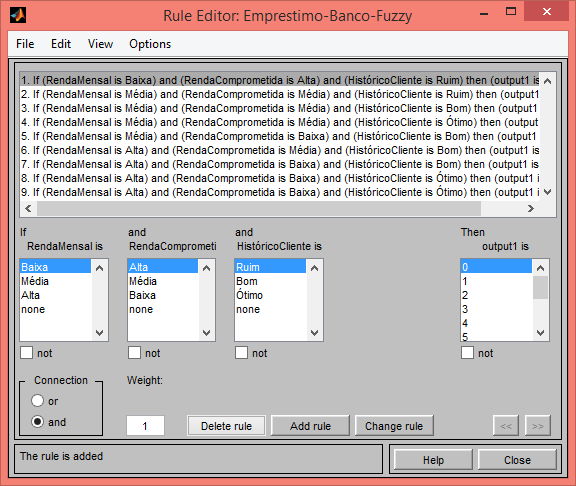 Rule Editor: Emprestimo-Banco-Fuzzy
File Edit View Options
1. If (RendaMensal is Baixa) and (RendaComprometida is Alta) and (HistóricoCliente is Ruim) then (output1 is
2. If (RendaMensal is Média) and (RendaComprometida is Média) and (HistóricoCliente is Ruim) then (output
3. If (RendaMensal is Média) and (RendaComprometida is Média) and (HistóricoCliente is Bom) then (output1
4. If (RendaMensal is Média) and (RendaComprometida is Média) and (HistóricoCliente is Ótimo) then (output
5. If (RendaMensal is Média) and (RendaComprometida is Baixa) and (HistóricoCliente is Bom) then (output1
6. If (RendaMensal is Alta) and (RendaComprometida is Média) and (HistóricoCliente is Bom) then (output1 is
7. If (RendaMensal is Alta) and (RendaComprometida is Baixa) and (HistóricoCliente is Bom) then (output1 is
8. If (RendaMensal is Alta) and (RendaComprometida is Baixa) and (HistóricoCliente is Ótimo) then (output1 is
9. If (RendaMensal is Alta) and (RendaComprometida is Baixa) and (HistóricoCliente is Ótimo) then (output1 i
If and and Then
RendaMensal is RendaComprometi HistóricoCliente is output1 is
Baixa Alta Ruim 0
Média Média Bom 1
Alta Baixa Ótimo 2
none none none 3
4
5
not not not not
Connection Weight:
or
and 1 Delete rule Add rule Change rule << >>
The rule is added Help Close